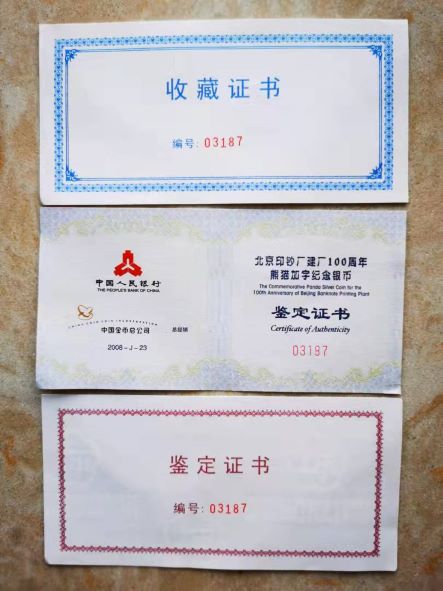 收藏证书
编号: 03187
中国人民银行
THE PEOPLE'S BANK OF CHINA
CHINA GOLD COIN INCORPORATION
中国金币总公司 总经销
2008-J-23
北京印钞厂建厂100周年
熊猫加字纪念银币
The Commemorative Panda Silver Coin for the
100th Anniversary of Beijing Banknote Printing Plant
鉴定证书
Certificate of Authenticity
03187
鉴定证书
编号: 03187